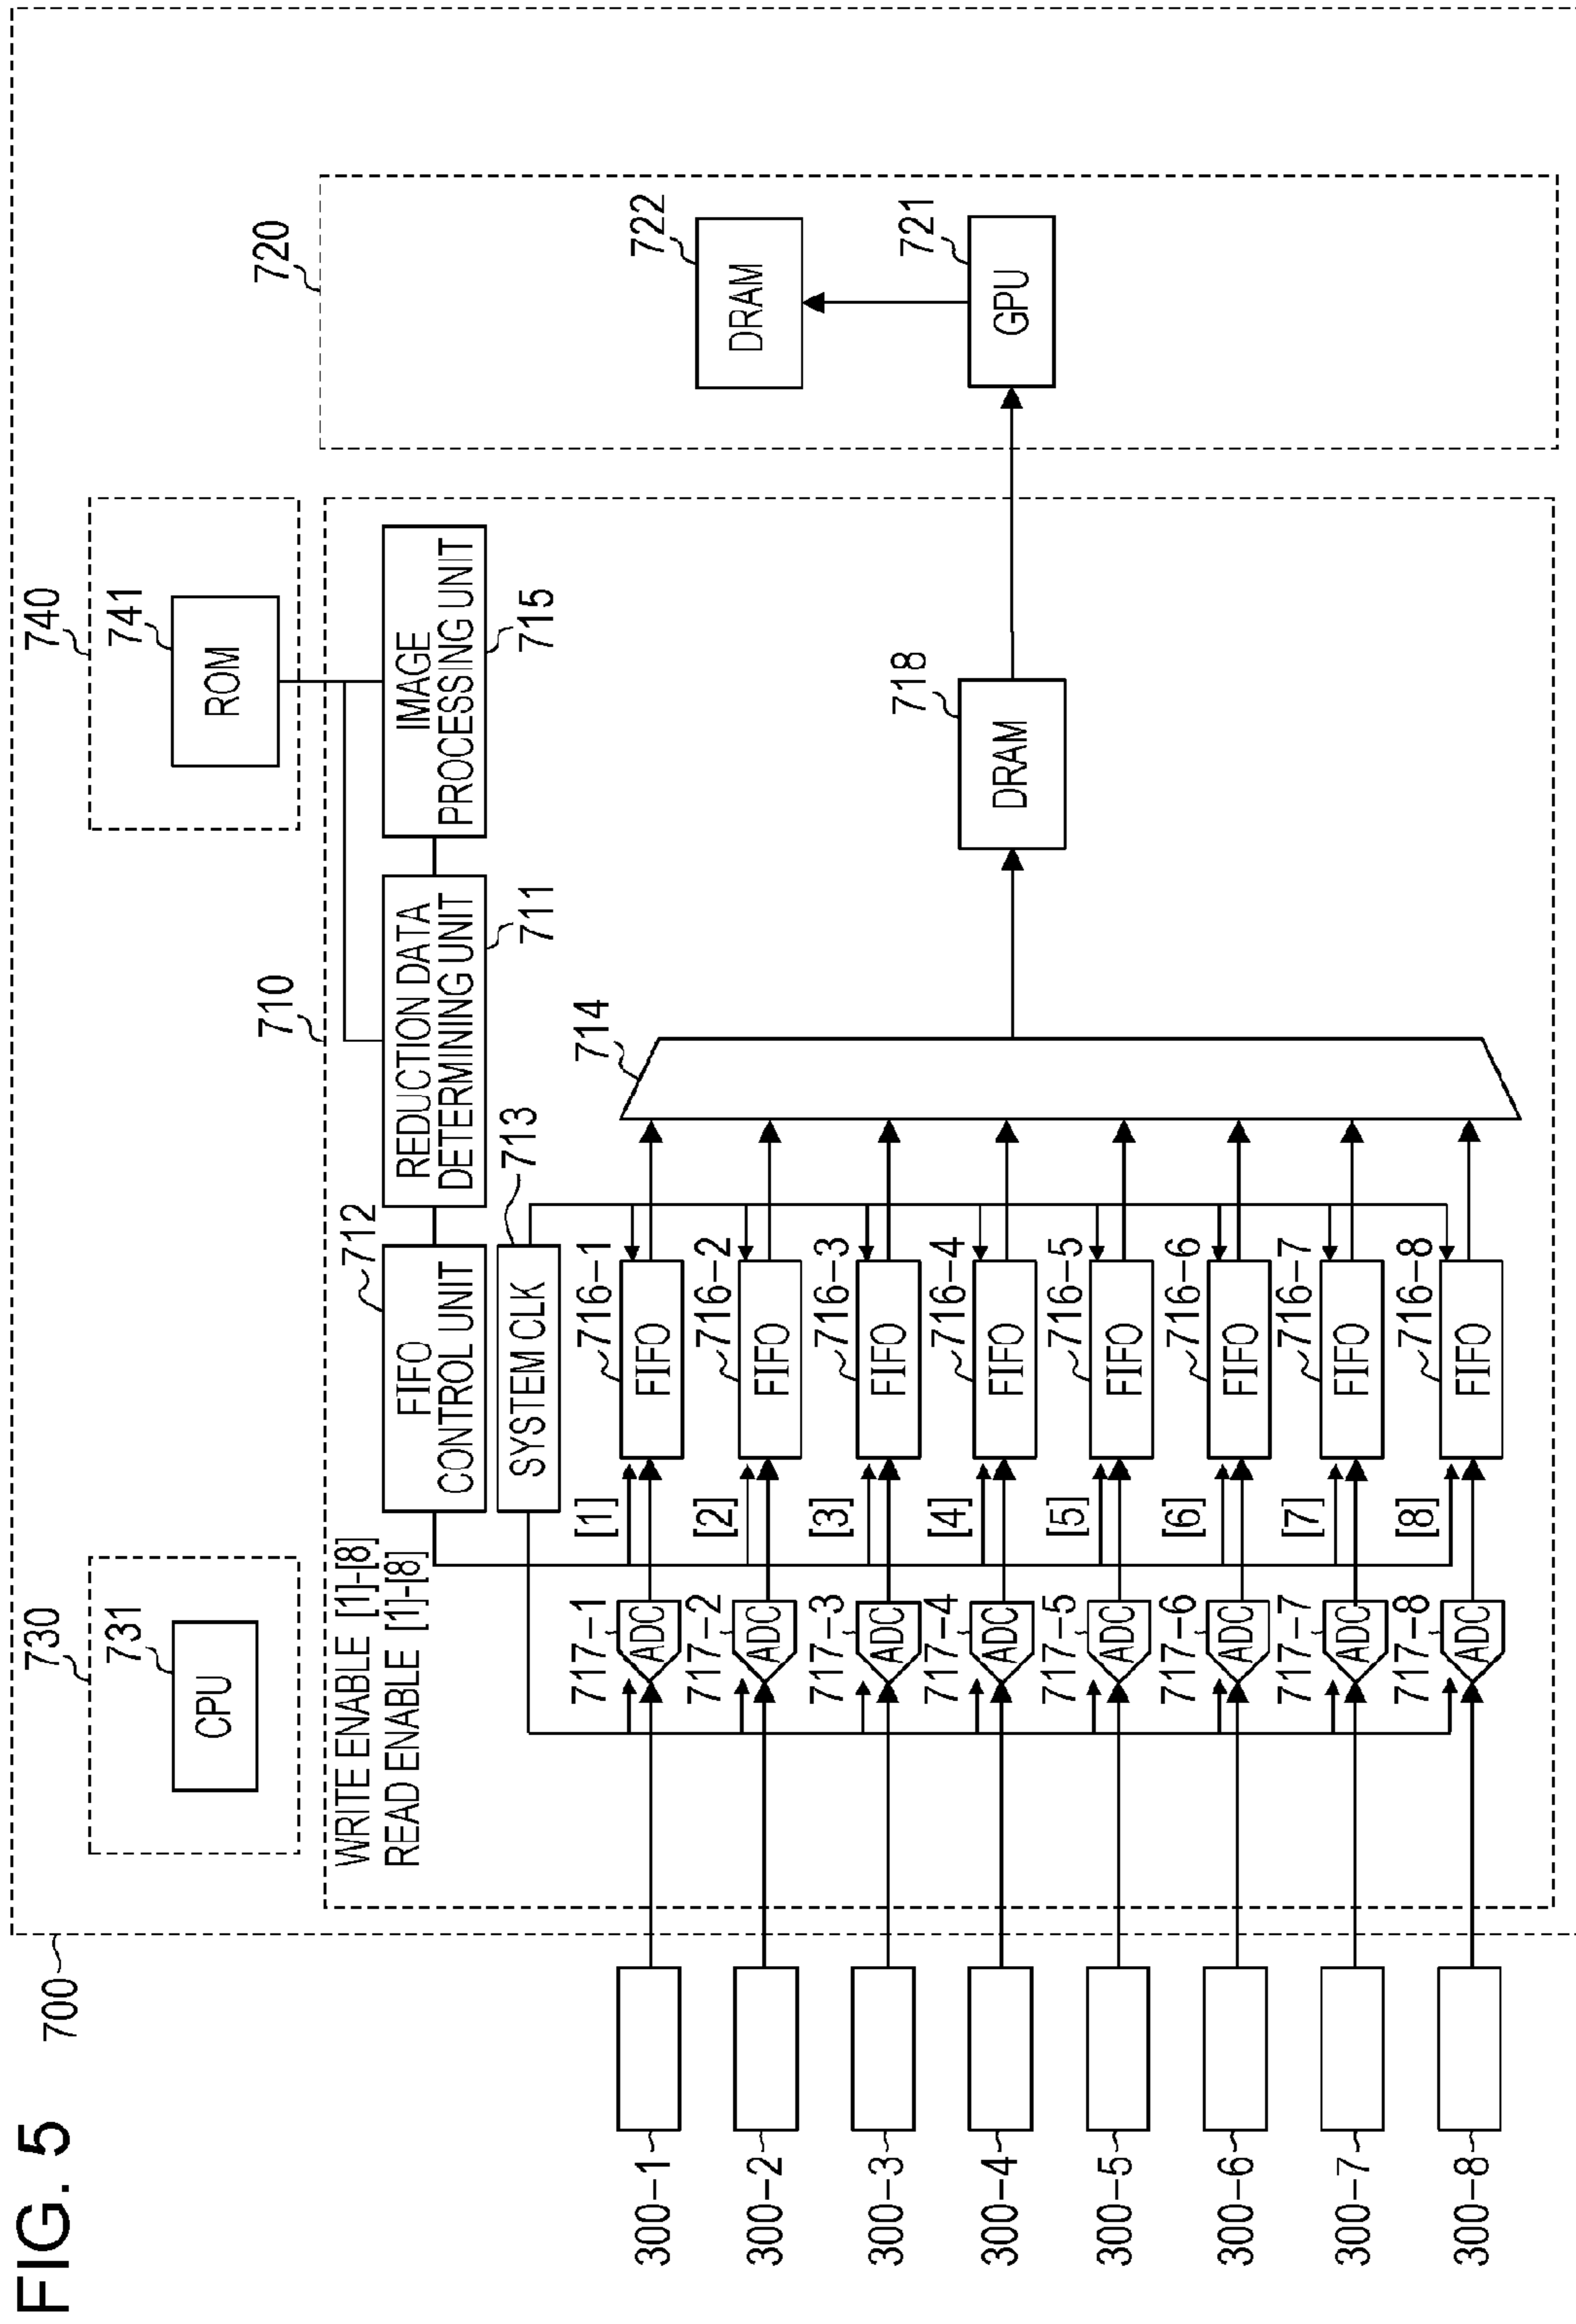 FIG. 5
700
730
731
CPU
740
741
ROM
720
722
DRAM
721
GPU
710
WRITE ENABLE [1]-[8]
READ ENABLE [1]-[8]
712
FIFO
CONTROL UNIT
REDUCTION DATA
DETERMINING UNIT
711
IMAGE
PROCESSING UNIT
715
SYSTEM CLK
713
714
718
DRAM
300-1
717-1
ADC
[1]
716-1
FIFO
300-2
717-2
ADC
[2]
716-2
FIFO
300-3
717-3
ADC
[3]
716-3
FIFO
300-4
717-4
ADC
[4]
716-4
FIFO
300-5
717-5
ADC
[5]
716-5
FIFO
300-6
717-6
ADC
[6]
716-6
FIFO
300-7
717-7
ADC
[7]
716-7
FIFO
300-8
717-8
ADC
[8]
716-8
FIFO